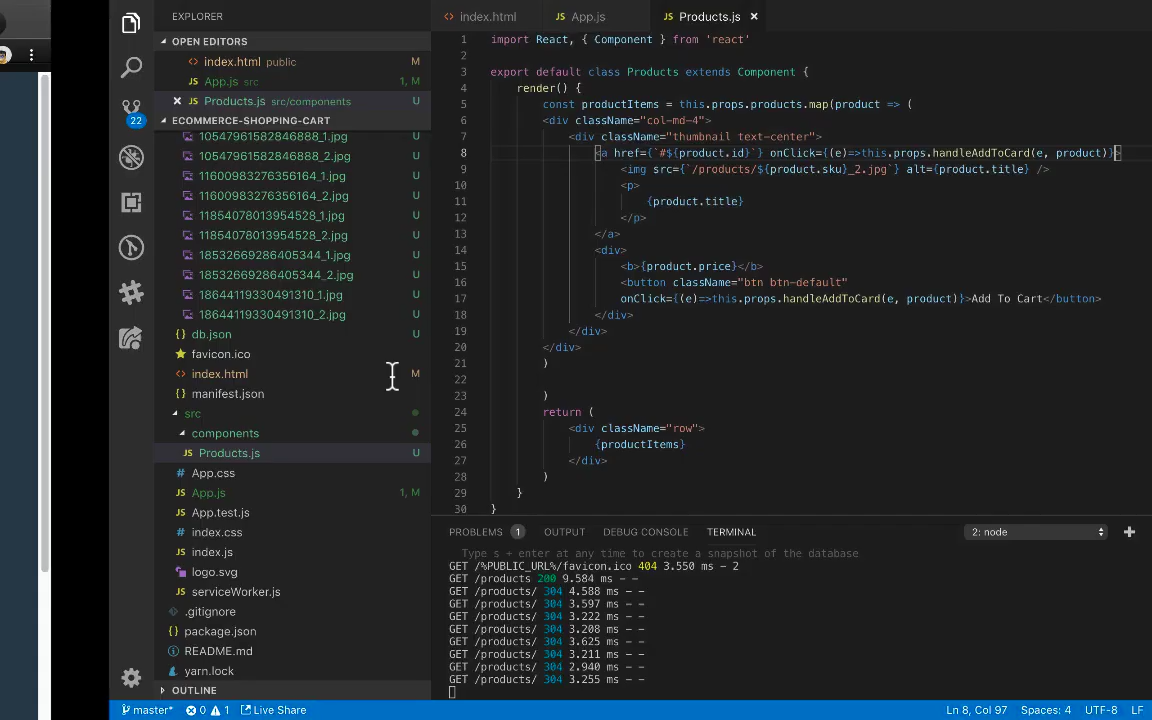 EXPLORER
OPEN EDITORS
index.html public M
App.js src 1, M
Products.js src/components U
ECOMMERCE-SHOPPING-CART
10547961582846888_1.jpg U
10547961582846888_2.jpg U
11600983276356164_1.jpg U
11600983276356164_2.jpg U
11854078013954528_1.jpg U
11854078013954528_2.jpg U
18532669286405344_1.jpg U
18532669286405344_2.jpg U
18644119330491310_1.jpg U
18644119330491310_2.jpg U
{} db.json U
favicon.ico
<> index.html M
{} manifest.json
src
components
JS Products.js U
# App.css
JS App.js 1, M
JS App.test.js
# index.css
JS index.js
logo.svg
JS serviceWorker.js
.gitignore
package.json
README.md
yarn.lock
OUTLINE
22
<> index.html JS App.js JS Products.js ×
1 import React, { Component } from 'react'
2
3 export default class Products extends Component {
4 render() {
5 const productItems = this.props.products.map(product => (
6 <div className="col-md-4">
7 <div className="thumbnail text-center">
8 <a href={`#${product.id}`} onClick={(e)=>this.props.handleAddToCard(e, product)}>
9 <img src={`/products/${product.sku}_2.jpg`} alt={product.title} />
10 <p>
11 {product.title}
12 </p>
13 </a>
14 <div>
15 <b>{product.price}</b>
16 <button className="btn btn-default"
17 onClick={(e)=>this.props.handleAddToCard(e, product)}>Add To Cart</button>
18 </div>
19 </div>
20 </div>
21 )
22
23 )
24 return (
25 <div className="row">
26 {productItems}
27 </div>
28 )
29 }
30 }
PROBLEMS 1 OUTPUT DEBUG CONSOLE TERMINAL 2: node
Type s + enter at any time to create a snapshot of the database
GET /%PUBLIC_URL%/favicon.ico 404 3.550 ms - 2
GET /products 200 9.584 ms - -
GET /products/ 304 4.588 ms - -
GET /products/ 304 3.597 ms - -
GET /products/ 304 3.222 ms - -
GET /products/ 304 3.208 ms - -
GET /products/ 304 3.625 ms - -
GET /products/ 304 3.211 ms - -
GET /products/ 304 2.940 ms - -
GET /products/ 304 3.255 ms - -
master* 0 1 Live Share Ln 8, Col 97 Spaces: 4 UTF-8 LF